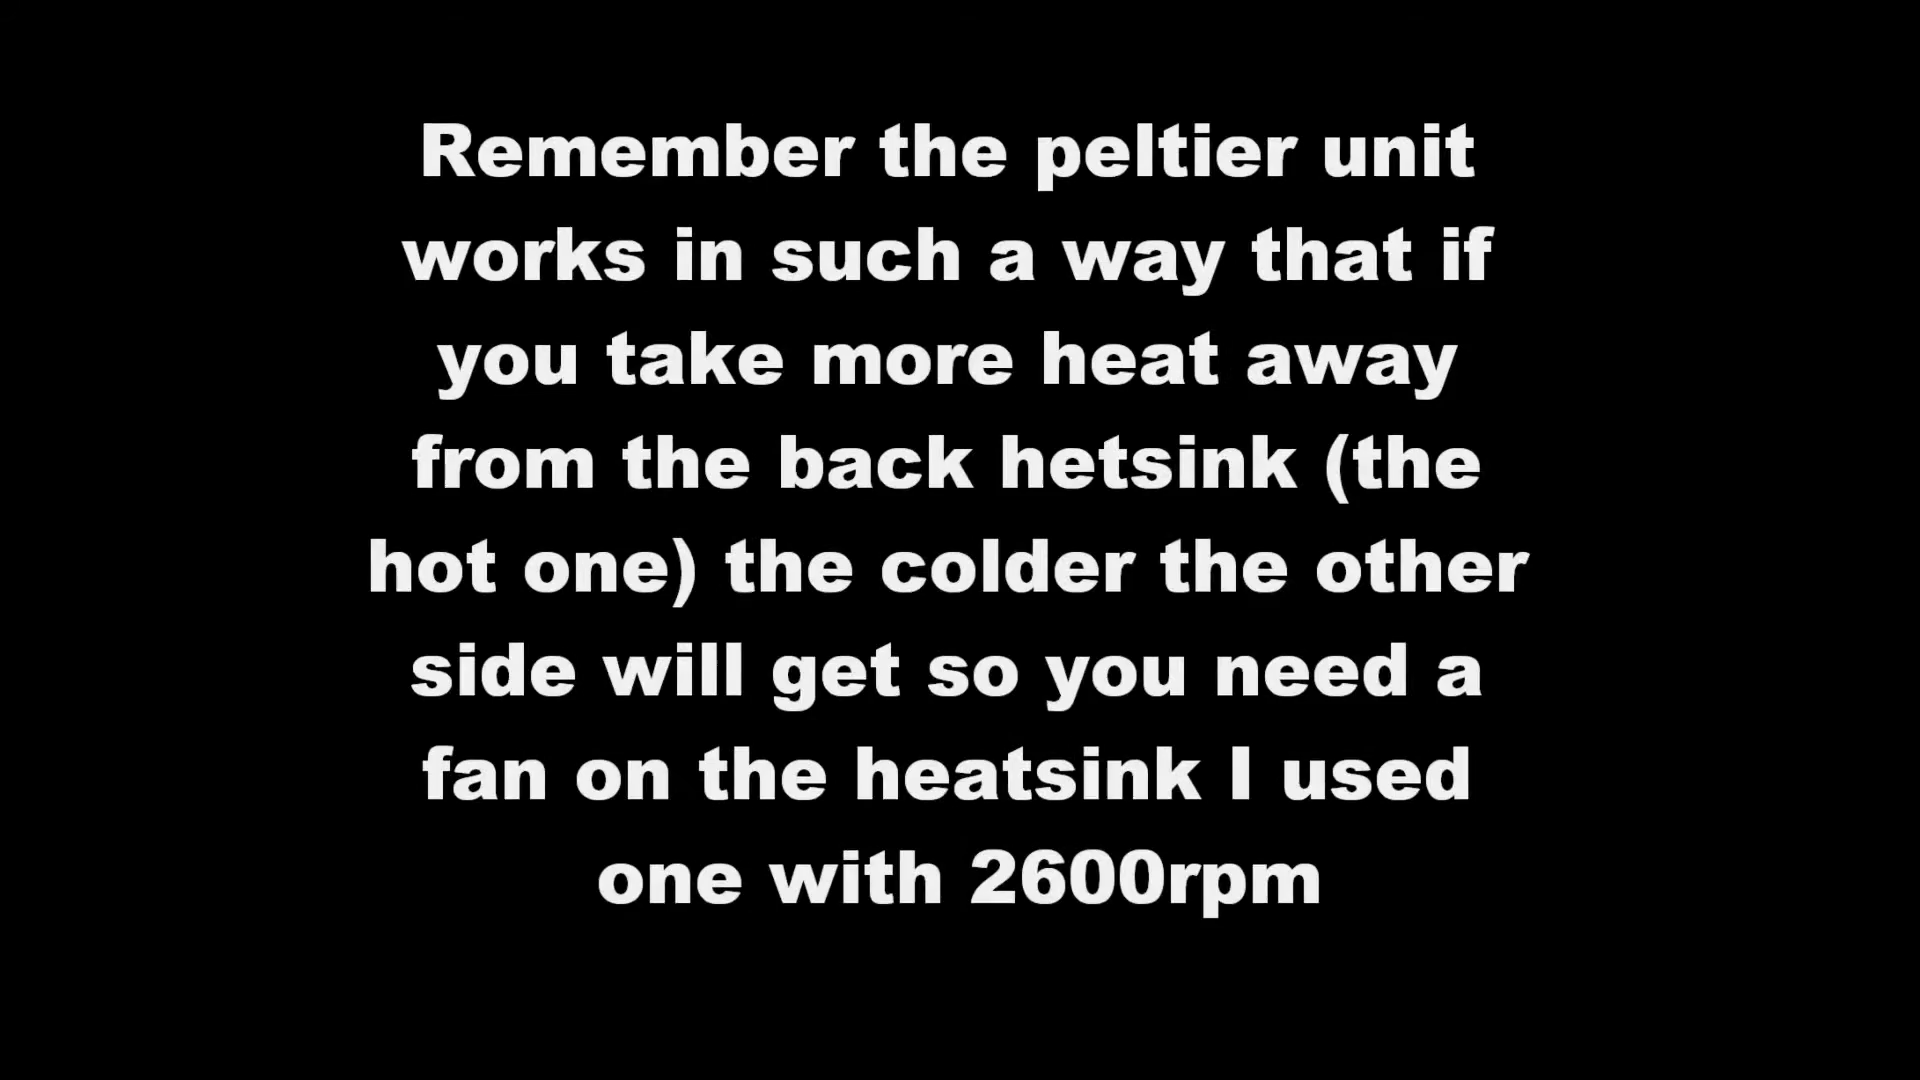 Remember the peltier unit
works in such a way that if
you take more heat away
from the back hetsink (the
hot one) the colder the other
side will get so you need a
fan on the heatsink I used
one with 2600rpm